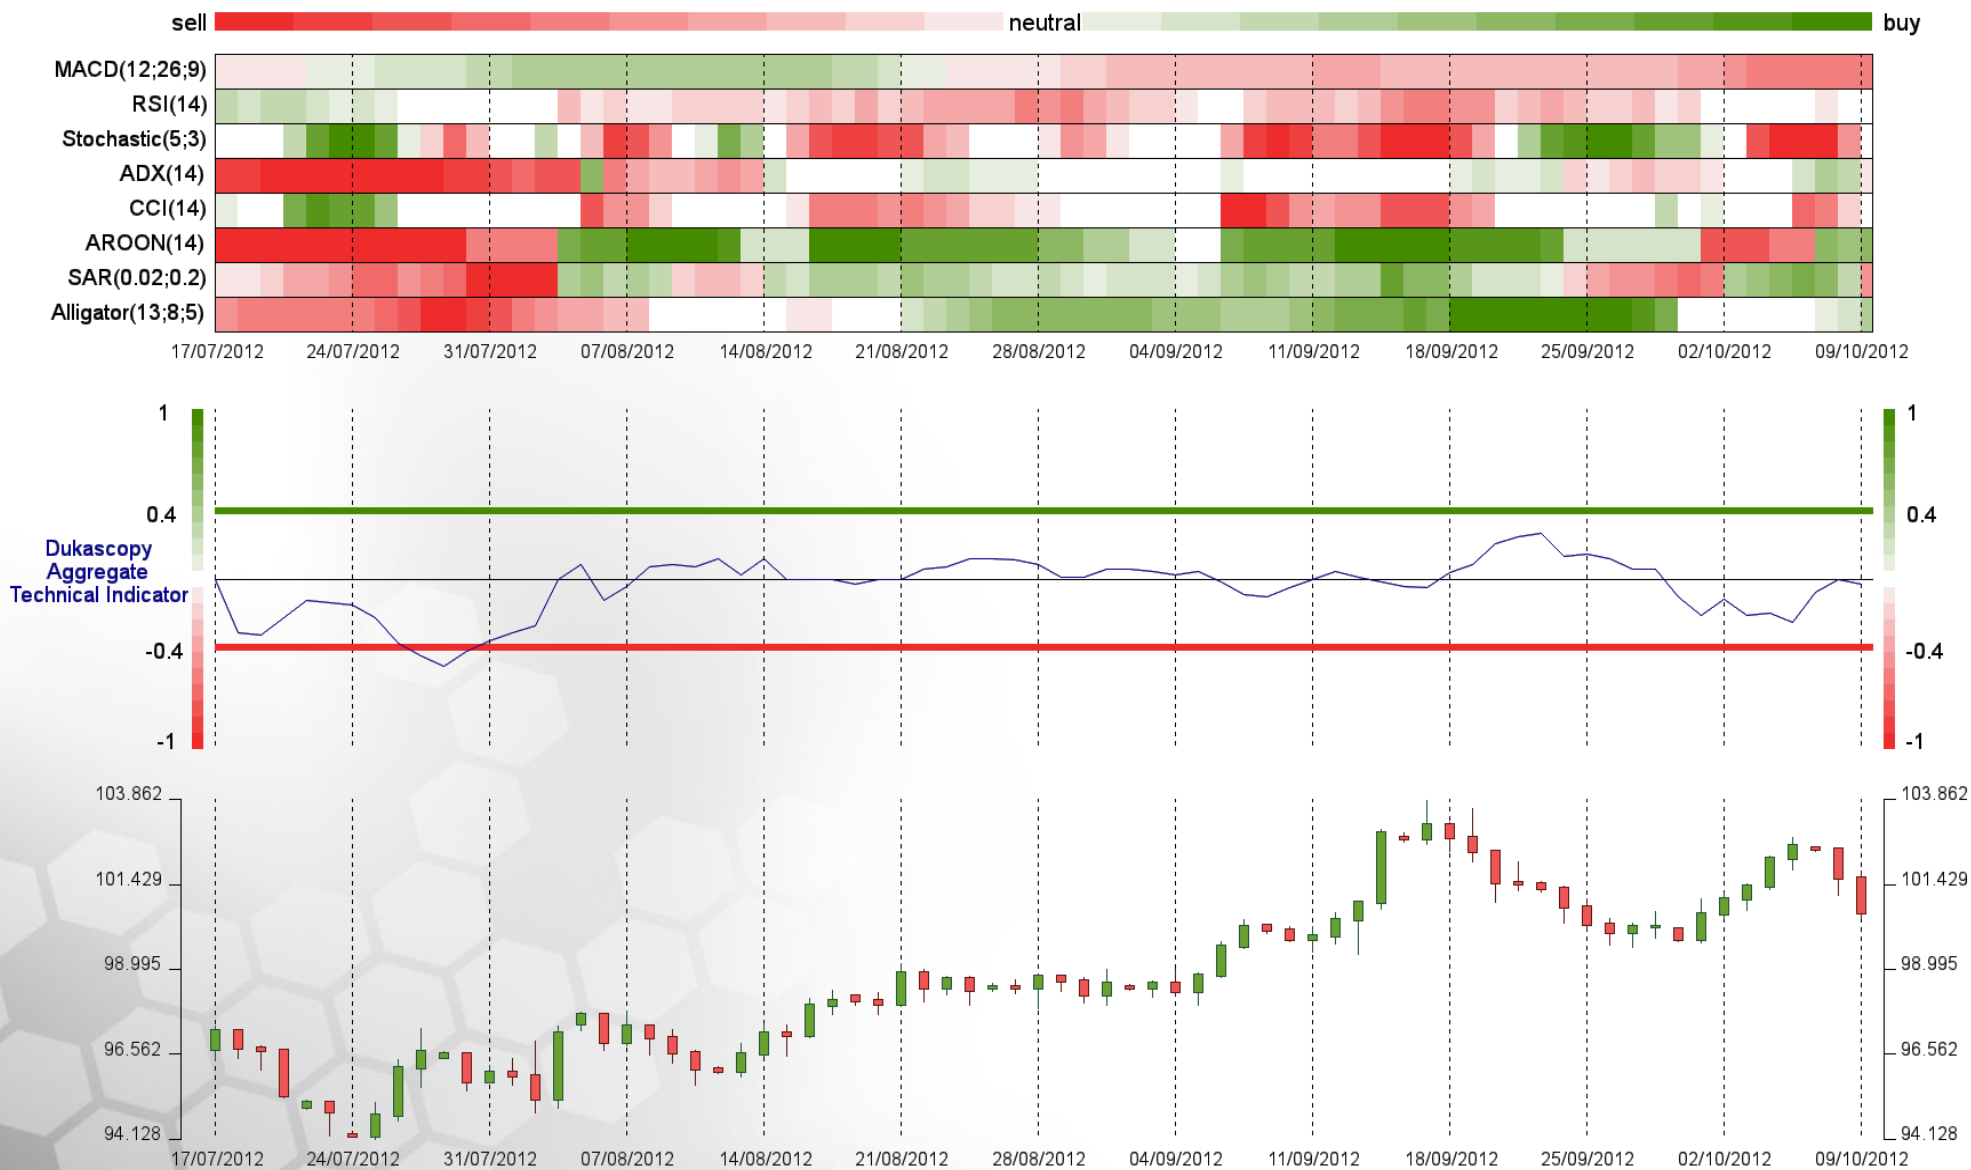 sell neutral buy
MACD(12;26;9)
RSI(14)
Stochastic(5;3)
ADX(14)
CCI(14)
AROON(14)
SAR(0.02;0.2)
Alligator(13;8;5)
17/07/2012 24/07/2012 31/07/2012 07/08/2012 14/08/2012 21/08/2012 28/08/2012 04/09/2012 11/09/2012 18/09/2012 25/09/2012 02/10/2012 09/10/2012
1 1
0.4 0.4
Dukascopy
Aggregate
Technical Indicator
-0.4 -0.4
-1 -1
103.862 103.862
101.429 101.429
98.995 98.995
96.562 96.562
94.128 94.128
17/07/2012 24/07/2012 31/07/2012 07/08/2012 14/08/2012 21/08/2012 28/08/2012 04/09/2012 11/09/2012 18/09/2012 25/09/2012 02/10/2012 09/10/2012